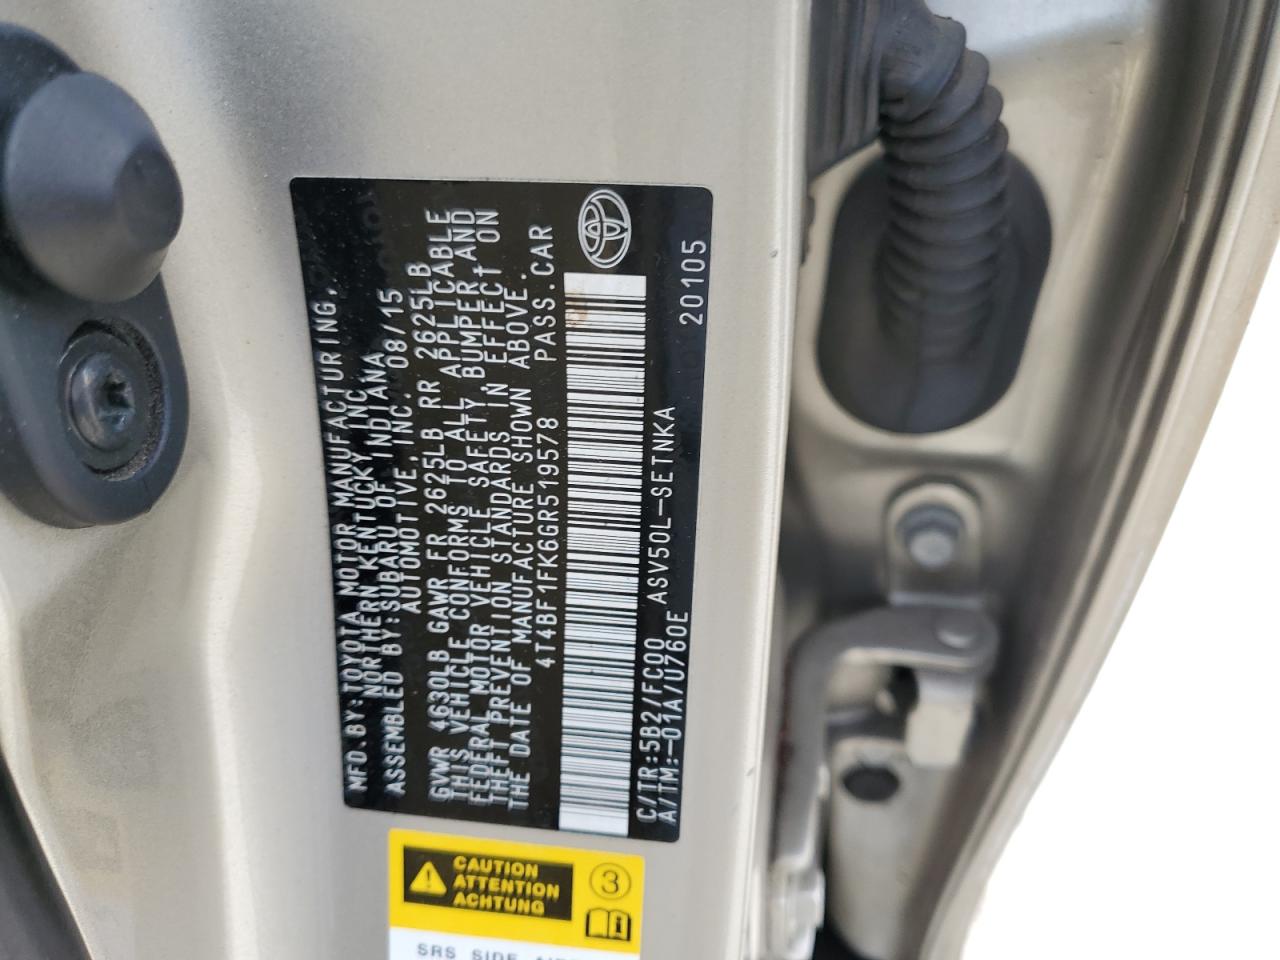 MFD.BY:TOYOTA MOTOR MANUFACTURING,
NORTHERN KENTUCKY, INC.
ASSEMBLED BY:SUBARU OF INDIANA
AUTOMOTIVE,INC. 08/15
GVWR 4630LB GAWR FR 2625LB RR 2625LB
THIS VEHICLE CONFORMS TO ALL APPLICABLE
FEDERAL MOTOR VEHICLE SAFETY,BUMPER,AND
THEFT PREVENTION STANDARDS IN EFFECT ON
THE DATE OF MANUFACTURE SHOWN ABOVE.
4T4BF1FK6GR519578 PASS.CAR
C/TR:5B2/FC00 ASV50L-SETNKA
A/TM:-01A/U760E 20105
CAUTION
ATTENTION
ACHTUNG
3
SRS SIDE